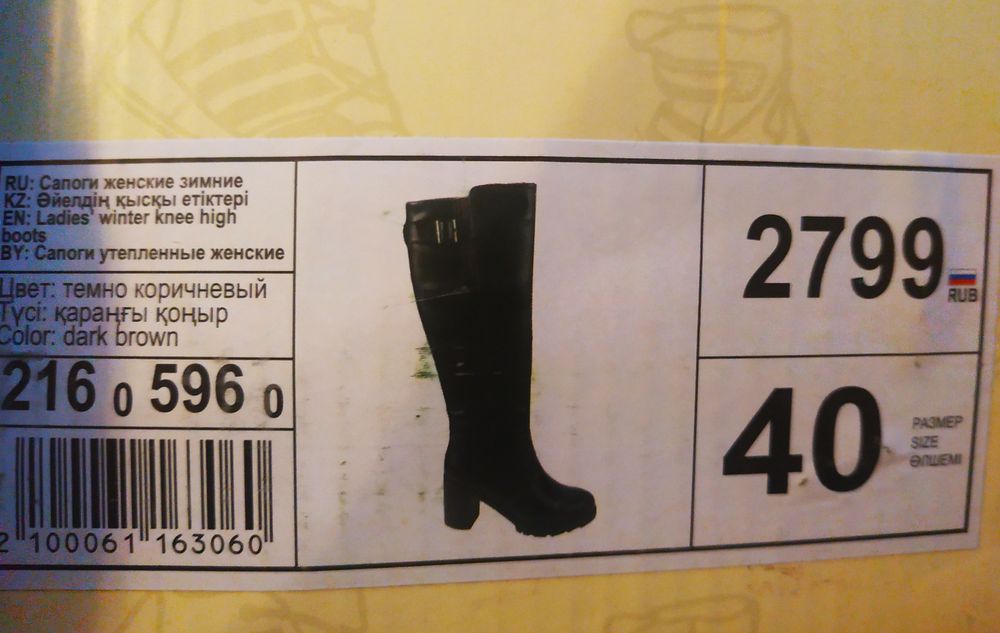 RU: Сапоги женские зимние
KZ: Әйелдің қысқы етіктері
EN: Ladies' winter knee high
boots
BY: Сапоги утепленные женские
Цвет: темно коричневый
Түсі: қараңғы қоңыр
Color: dark brown
216 0 596 0
2 100061 163060
2799
RUB
40
РАЗМЕР
SIZE
ӨЛШЕМІ